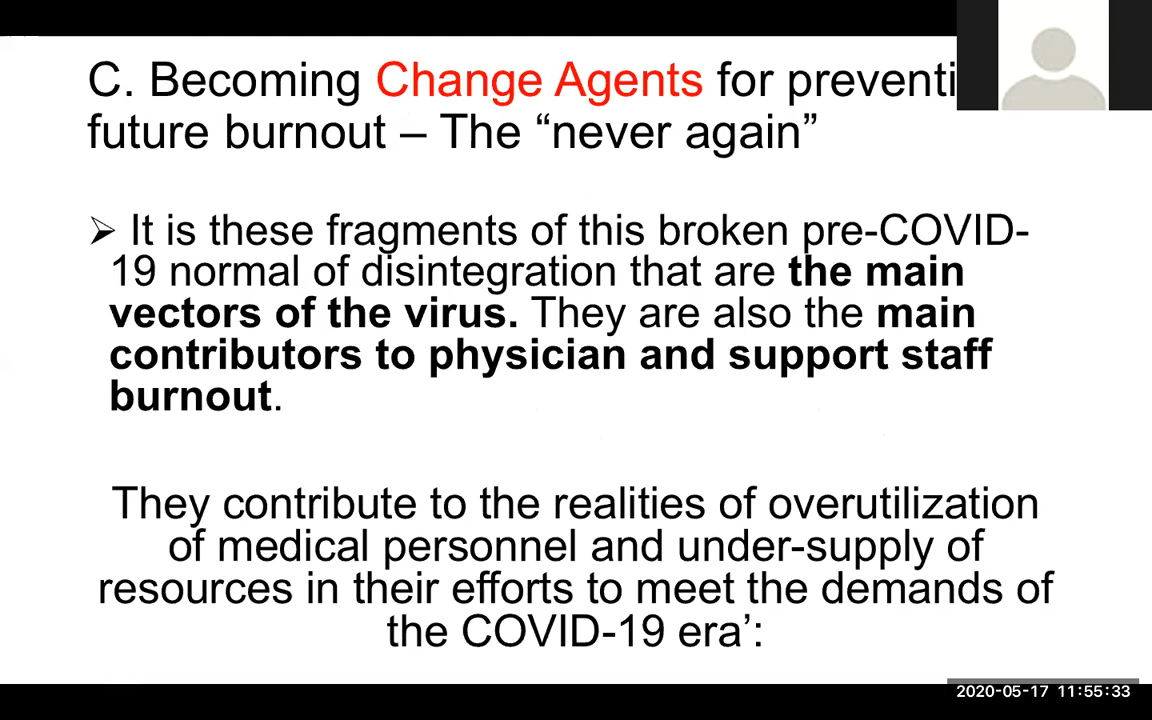 C. Becoming Change Agents for preventi
future burnout – The “never again”
➢ It is these fragments of this broken pre-COVID-
19 normal of disintegration that are the main
vectors of the virus. They are also the main
contributors to physician and support staff
burnout.
They contribute to the realities of overutilization
of medical personnel and under-supply of
resources in their efforts to meet the demands of
the COVID-19 era’:
2020-05-17 11:55:33